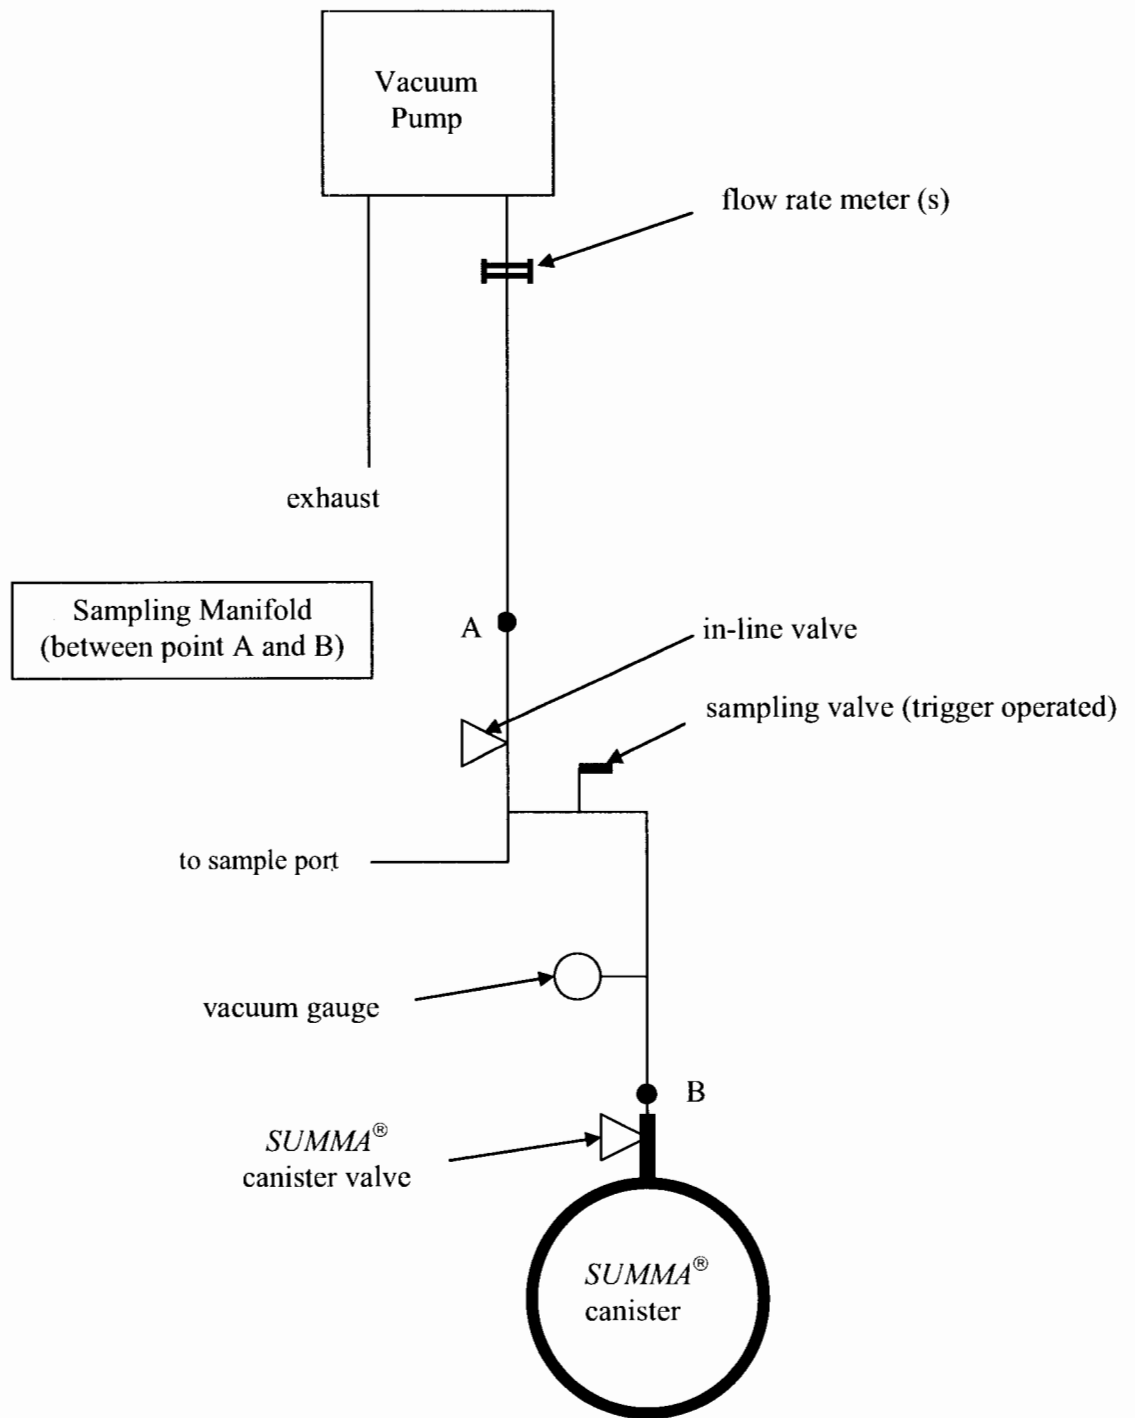 Vacuum
Pump
flow rate meter (s)
exhaust
Sampling Manifold
(between point A and B)
A
in-line valve
sampling valve (trigger operated)
to sample port
vacuum gauge
B
SUMMA®
canister valve
SUMMA®
canister